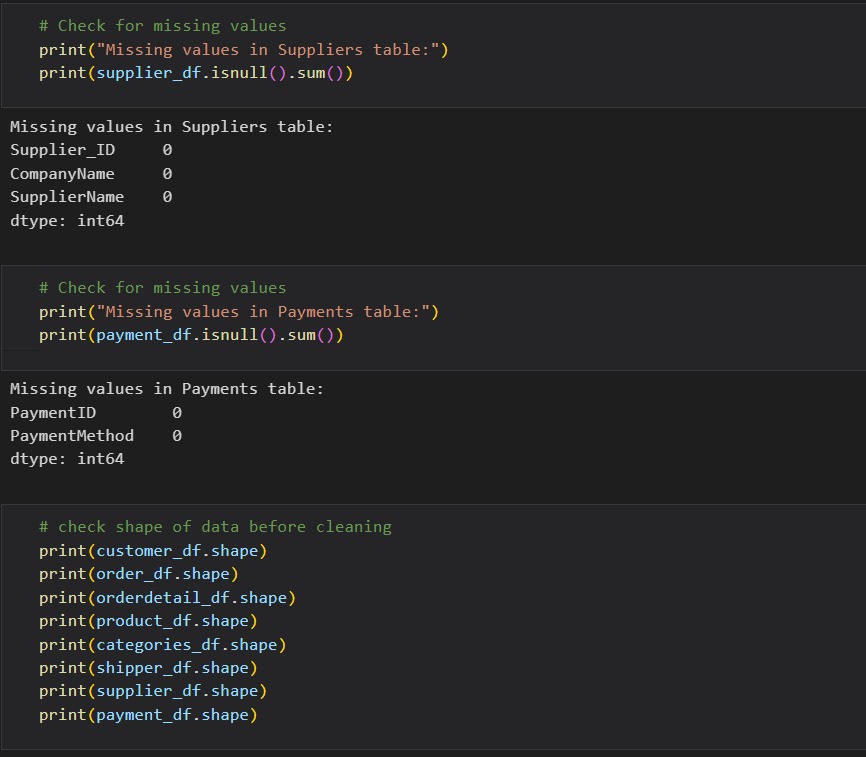 # Check for missing values
print("Missing values in Suppliers table:")
print(supplier_df.isnull().sum())
Missing values in Suppliers table:
Supplier_ID     0
CompanyName     0
SupplierName    0
dtype: int64
# Check for missing values
print("Missing values in Payments table:")
print(payment_df.isnull().sum())
Missing values in Payments table:
PaymentID        0
PaymentMethod    0
dtype: int64
# check shape of data before cleaning
print(customer_df.shape)
print(order_df.shape)
print(orderdetail_df.shape)
print(product_df.shape)
print(categories_df.shape)
print(shipper_df.shape)
print(supplier_df.shape)
print(payment_df.shape)